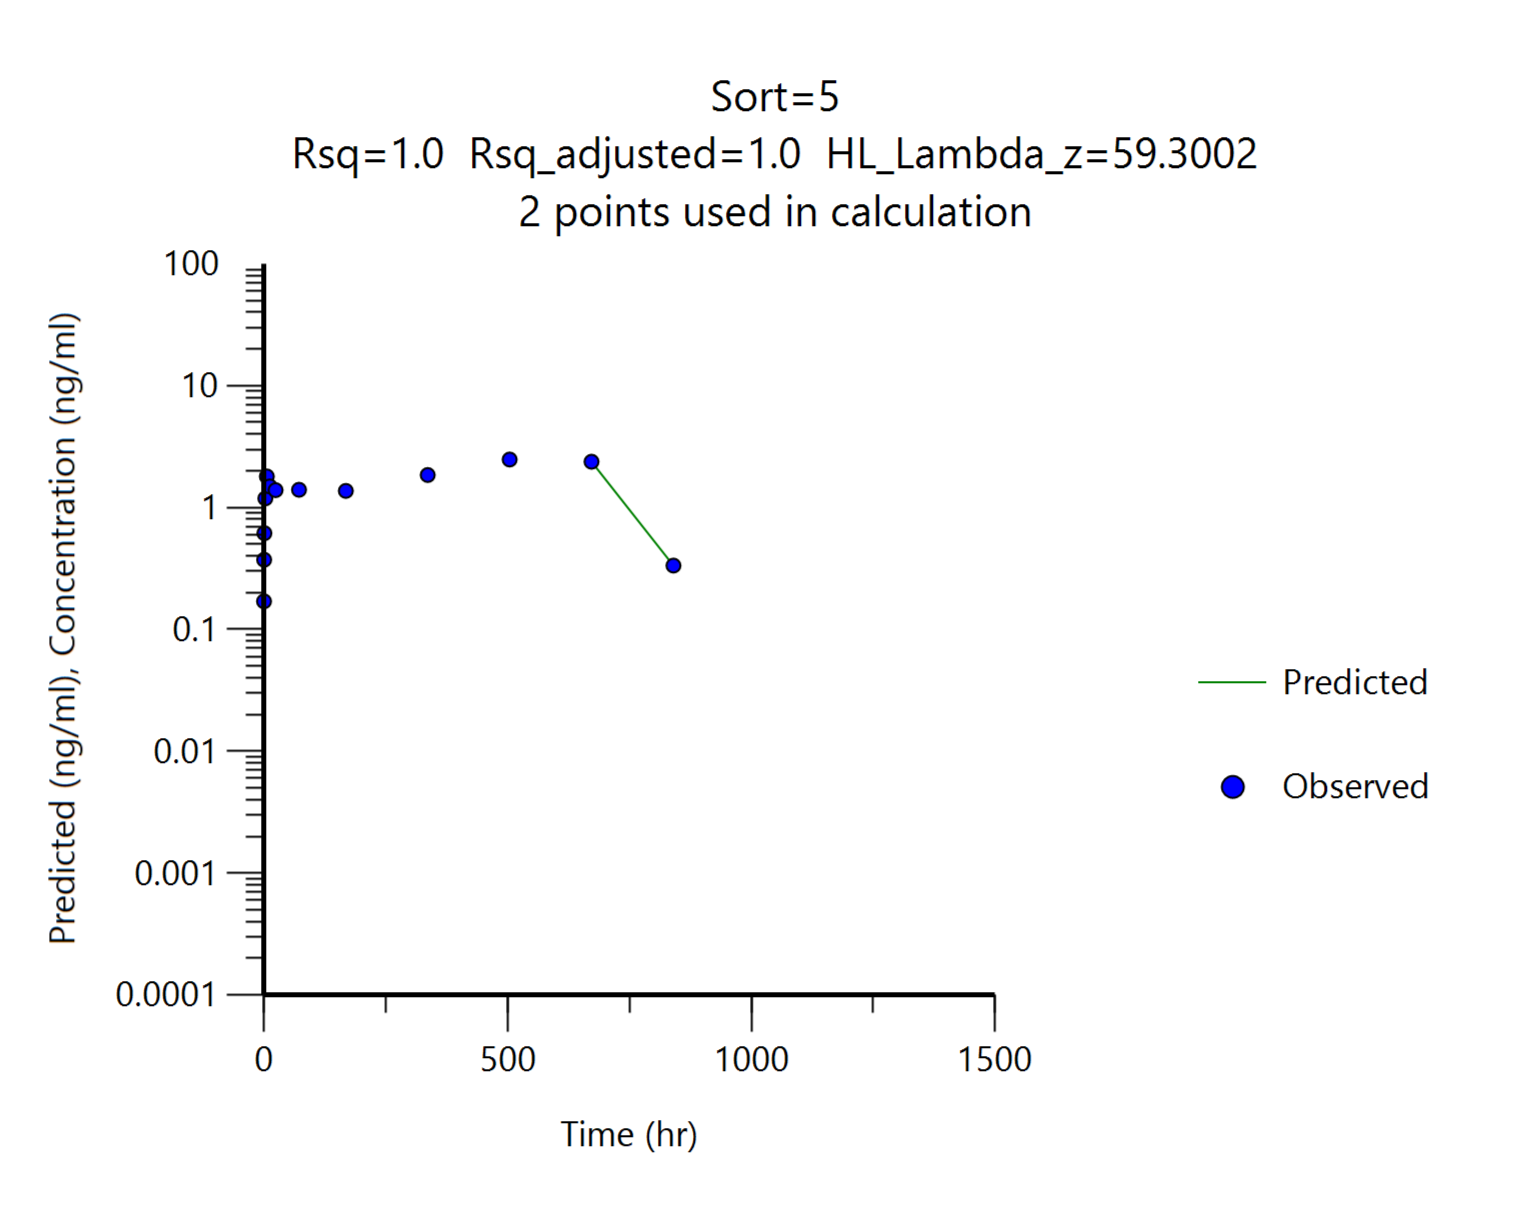 Sort=5
Rsq=1.0 Rsq_adjusted=1.0 HL_Lambda_z=59.3002
2 points used in calculation
Predicted (ng/ml), Concentration (ng/ml)
100
10
1
0.1
0.01
0.001
0.0001
0 500 1000 1500
Time (hr)
Predicted
Observed